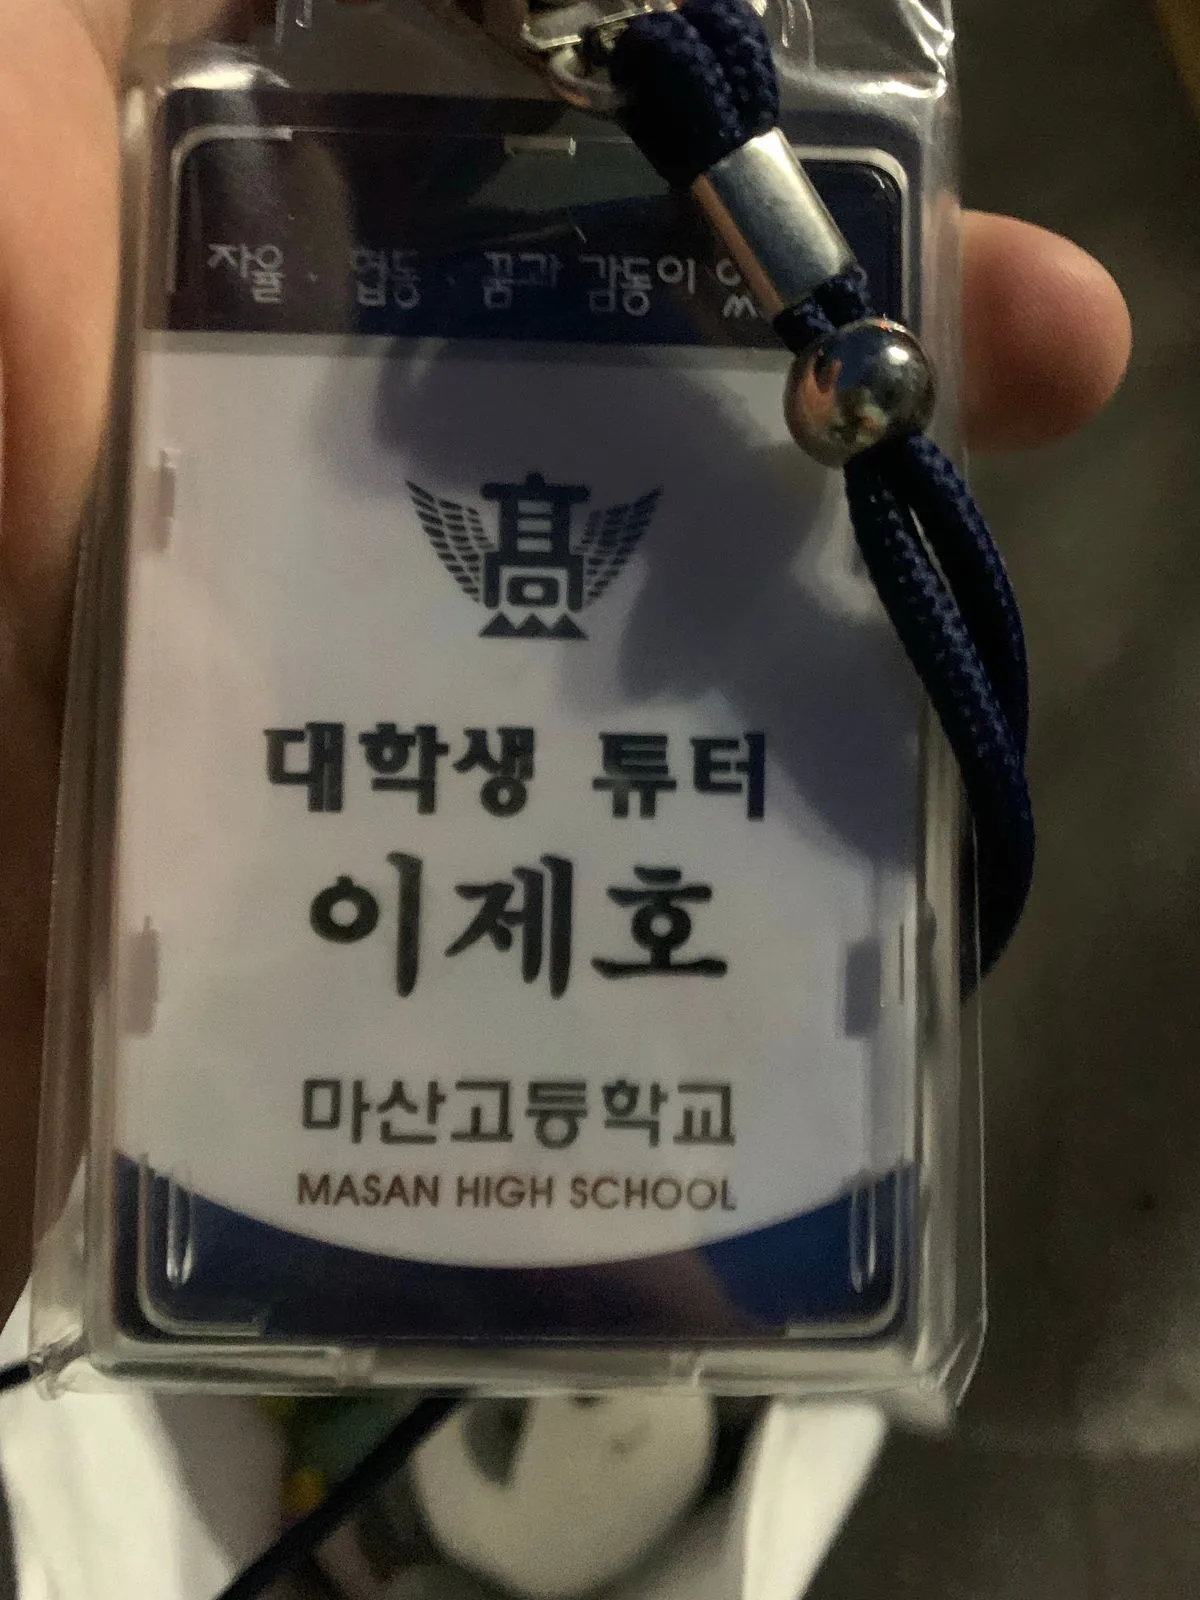 자율 · 협동 · 꿈과 감동이
高
대학생 튜터
이제호
마산고등학교
MASAN HIGH SCHOOL